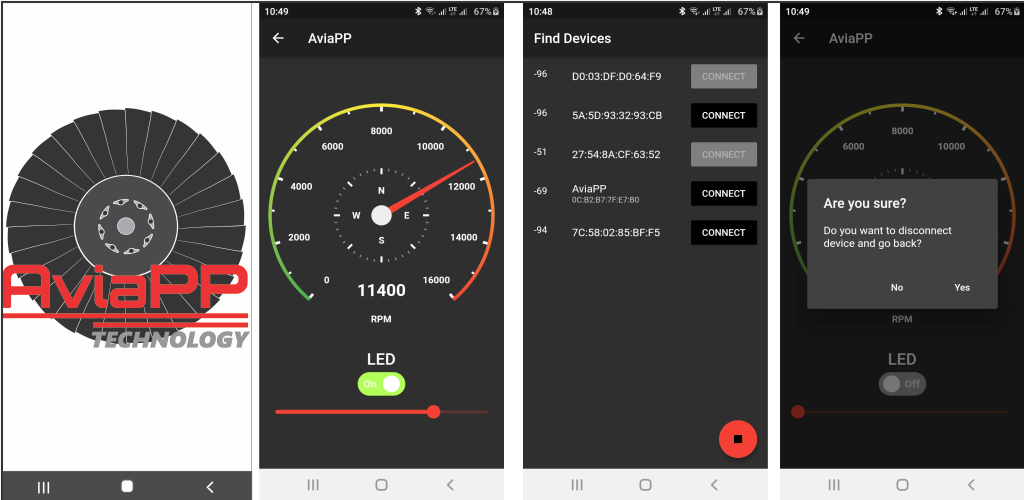 AviaPP
TECHNOLOGY
10:49
LTE
67%
AviaPP
8000
6000
10000
4000
12000
N
W
E
S
2000
14000
0
16000
11400
RPM
LED
On
10:48
LTE
67%
Find Devices
-96 D0:03:DF:D0:64:F9 CONNECT
-96 5A:5D:93:32:93:CB CONNECT
-51 27:54:8A:CF:63:52 CONNECT
-69 AviaPP CONNECT
0C:B2:B7:7F:E7:B0
-94 7C:58:02:85:BF:F5 CONNECT
10:49
LTE
67%
AviaPP
8000
6000
10000
Are you sure?
Do you want to disconnect
device and go back?
No
Yes
RPM
LED
Off